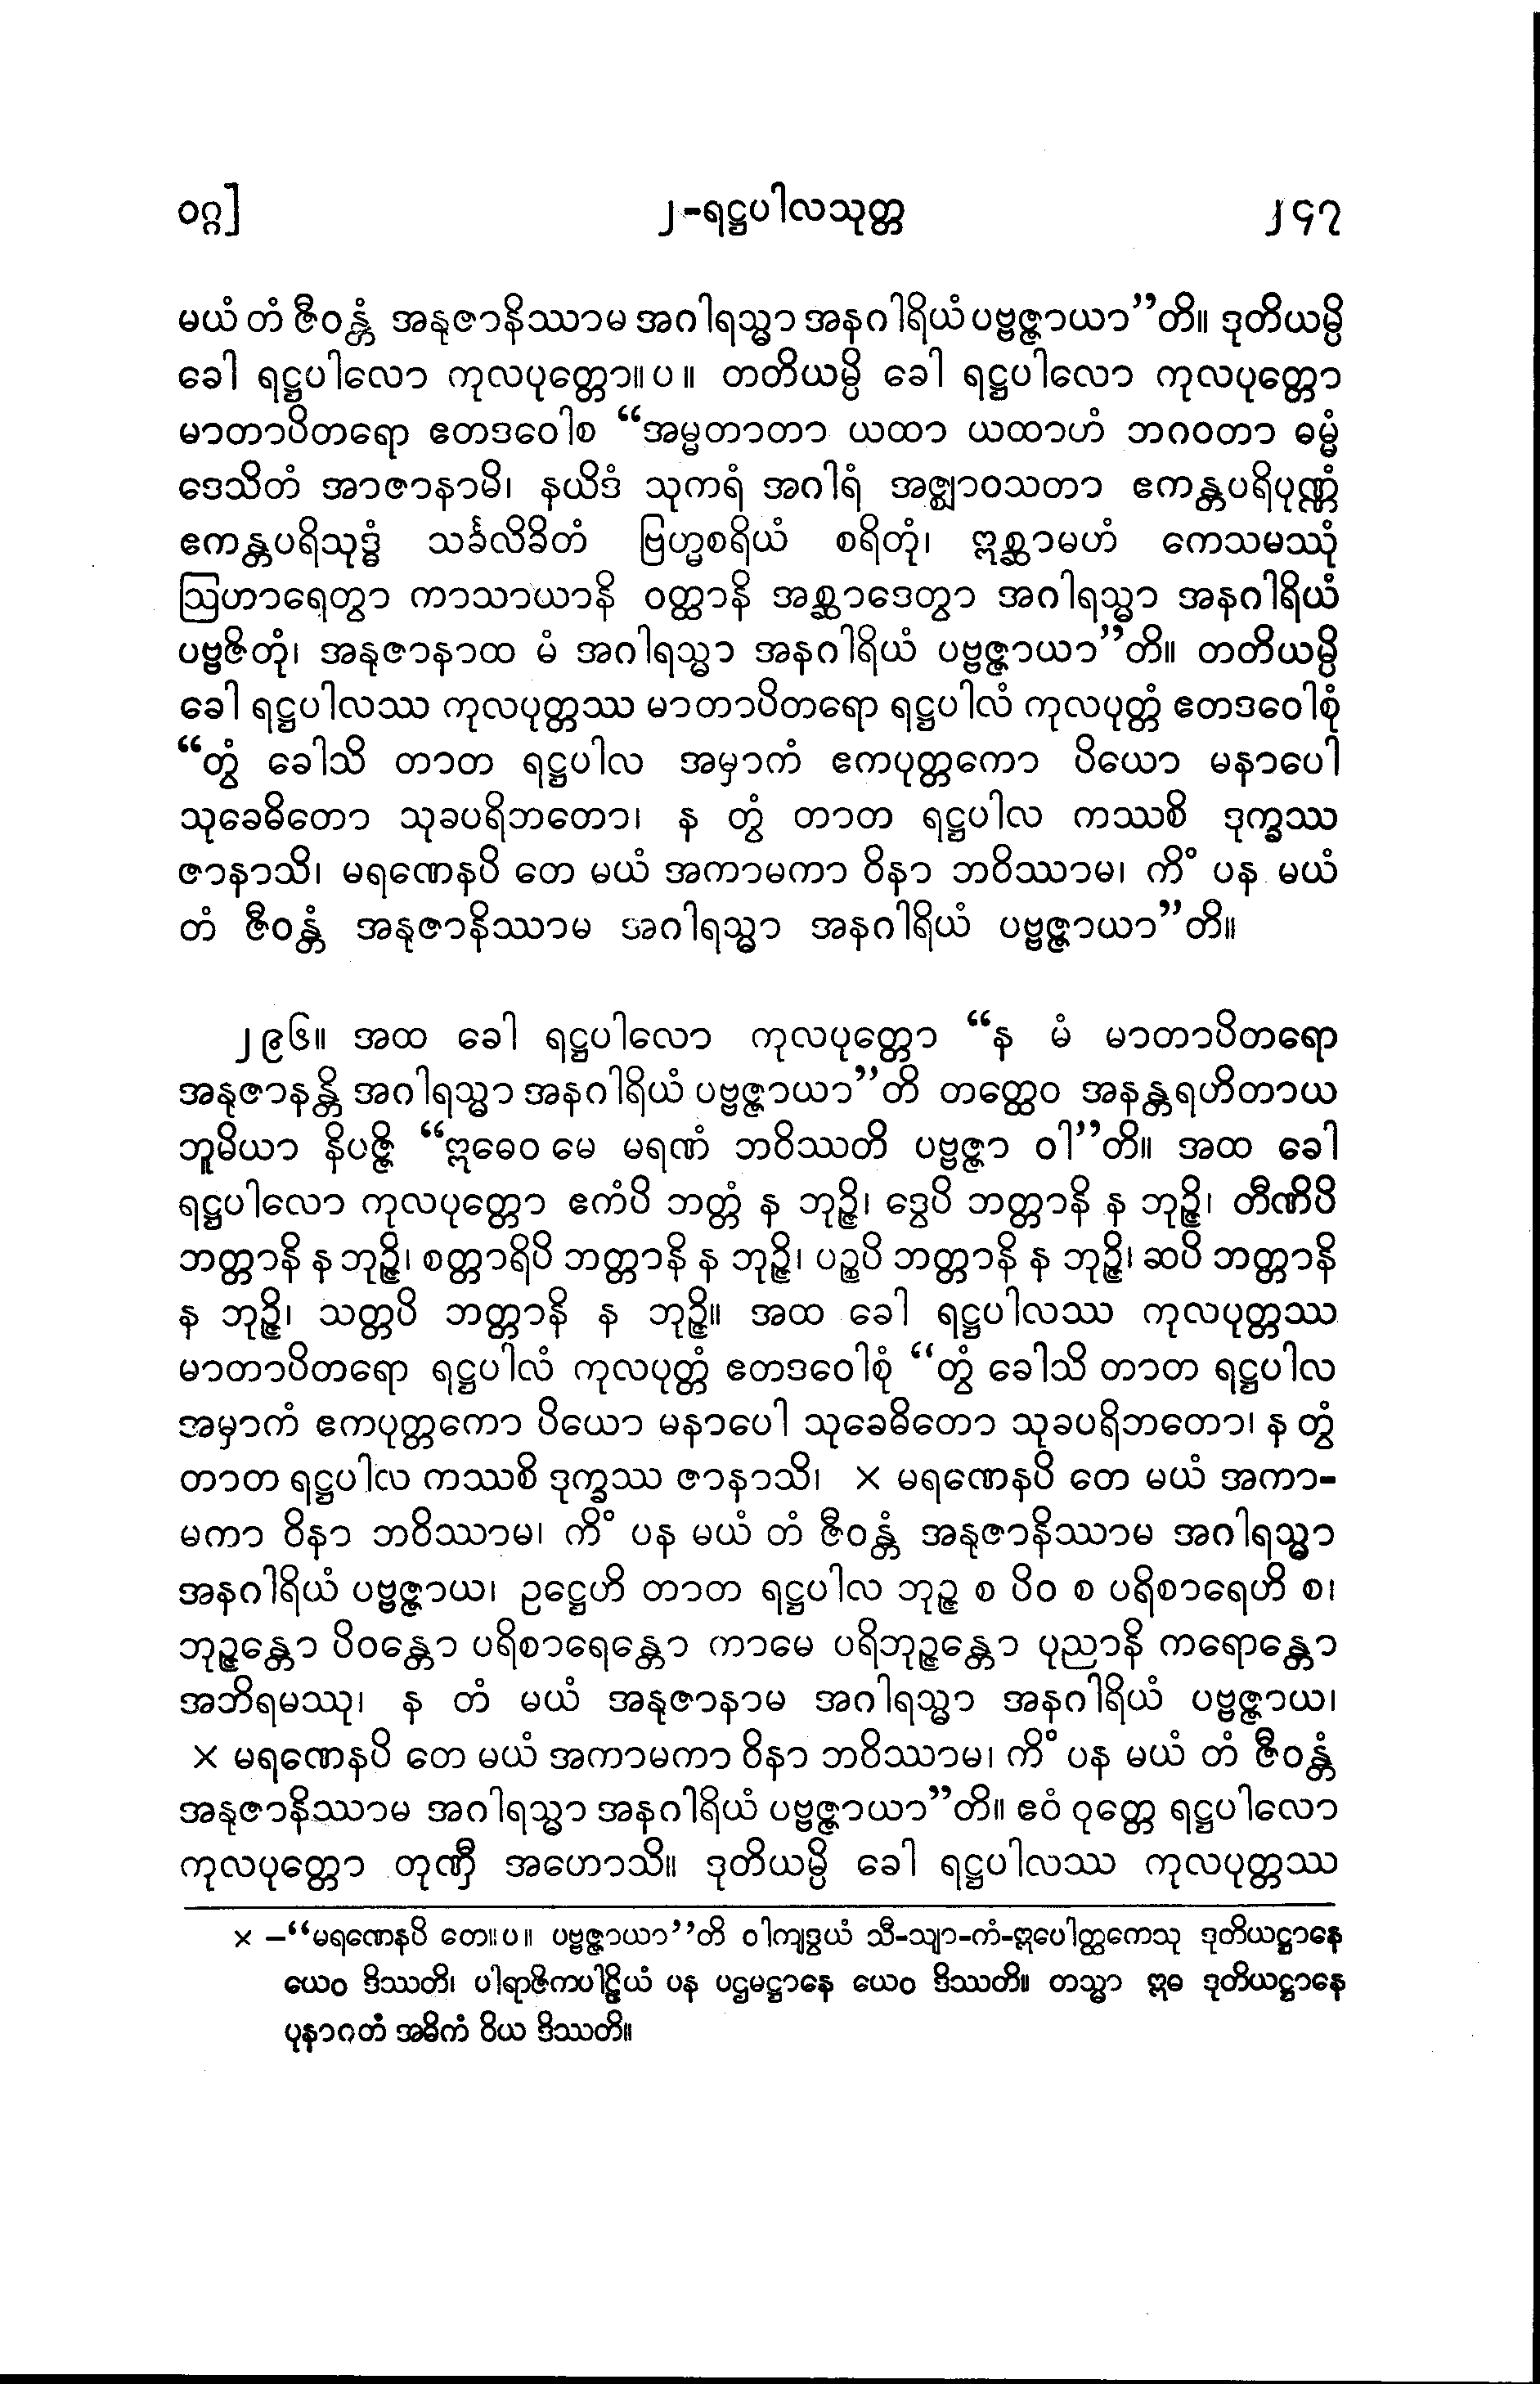 ဝဂ္ဂ]
၂-ရဋ္ဌပါလသုတ္တ
၂၄၇
မယံ တံ ဇီဝန္တံ အနုဇာနိဿာမ အဂါရသ္မာ အနဂါရိယံ ပဗ္ဗဇ္ဇာယာ”တိ။ ဒုတိယမ္ပိ
ခေါ ရဋ္ဌပါလော ကုလပုတ္တော။ပ။ တတိယမ္ပိ ခေါ ရဋ္ဌပါလော ကုလပုတ္တော
မာတာပိတရော ဧတဒဝေါစ “အမ္မတာတာ ယထာ ယထာဟံ ဘဂဝတာ ဓမ္မံ
ဒေသိတံ အာဇာနာမိ၊ နယိဒံ သုကရံ အဂါရံ အဇ္ဈာဝသတာ ဧကန္တပရိပုဏ္ဏံ
ဧကန္တပရိသုဒ္ဓံ သင်္ခလိခိတံ ဗြဟ္မစရိယံ စရိတုံ၊ ဣစ္ဆာမဟံ ကေသမဿုံ
ဩဟာရေတွာ ကာသာယာနိ ဝတ္ထာနိ အစ္ဆာဒေတွာ အဂါရသ္မာ အနဂါရိယံ
ပဗ္ဗဇိတုံ၊ အနုဇာနာထ မံ အဂါရသ္မာ အနဂါရိယံ ပဗ္ဗဇ္ဇာယာ”တိ။ တတိယမ္ပိ
ခေါ ရဋ္ဌပါလဿ ကုလပုတ္တဿ မာတာပိတရော ရဋ္ဌပါလံ ကုလပုတ္တံ ဧတဒဝေါစုံ
“တွံ ခေါသိ တာတ ရဋ္ဌပါလ အမှာကံ ဧကပုတ္တကော ပိယော မနာပေါ
သုခေဓိတော သုခပရိဘတော၊ န တွံ တာတ ရဋ္ဌပါလ ကဿစိ ဒုက္ခဿ
ဇာနာသိ၊ မရဏေနပိ တေ မယံ အကာမကာ ဝိနာ ဘဝိဿာမ၊ ကိံ ပန မယံ
တံ ဇီဝန္တံ အနုဇာနိဿာမ အဂါရသ္မာ အနဂါရိယံ ပဗ္ဗဇ္ဇာယာ”တိ။
၂၉၆။ အထ ခေါ ရဋ္ဌပါလော ကုလပုတ္တော “န မံ မာတာပိတရော
အနုဇာနန္တိ အဂါရသ္မာ အနဂါရိယံ ပဗ္ဗဇ္ဇာယာ”တိ တတ္ထေဝ အနန္တရဟိတာယ
ဘူမိယာ နိပဇ္ဇိ “ဣဓေဝ မေ မရဏံ ဘဝိဿတိ ပဗ္ဗဇ္ဇာ ဝါ”တိ။ အထ ခေါ
ရဋ္ဌပါလော ကုလပုတ္တော ဧကံပိ ဘတ္တံ န ဘုဉ္ဇိ၊ ဒွေပိ ဘတ္တာနိ န ဘုဉ္ဇိ၊ တီဏိပိ
ဘတ္တာနိ န ဘုဉ္ဇိ၊ စတ္တာရိပိ ဘတ္တာနိ န ဘုဉ္ဇိ၊ ပဉ္စပိ ဘတ္တာနိ န ဘုဉ္ဇိ၊ ဆပိ ဘတ္တာနိ
န ဘုဉ္ဇိ၊ သတ္တပိ ဘတ္တာနိ န ဘုဉ္ဇိ။ အထ ခေါ ရဋ္ဌပါလဿ ကုလပုတ္တဿ
မာတာပိတရော ရဋ္ဌပါလံ ကုလပုတ္တံ ဧတဒဝေါစုံ “တွံ ခေါသိ တာတ ရဋ္ဌပါလ
အမှာကံ ဧကပုတ္တကော ပိယော မနာပေါ သုခေဓိတော သုခပရိဘတော၊ န တွံ
တာတ ရဋ္ဌပါလ ကဿစိ ဒုက္ခဿ ဇာနာသိ၊ × မရဏေနပိ တေ မယံ အကာ-
မကာ ဝိနာ ဘဝိဿာမ၊ ကိံ ပန မယံ တံ ဇီဝန္တံ အနုဇာနိဿာမ အဂါရသ္မာ
အနဂါရိယံ ပဗ္ဗဇ္ဇာယ၊ ဥဋ္ဌေဟိ တာတ ရဋ္ဌပါလ ဘုဉ္ဇ စ ပိဝ စ ပရိစာရေဟိ စ၊
ဘုဉ္ဇန္တော ပိဝန္တော ပရိစာရေန္တော ကာမေ ပရိဘုဉ္ဇန္တော ပုညာနိ ကရောန္တော
အဘိရမဿု၊ န တံ မယံ အနုဇာနာမ အဂါရသ္မာ အနဂါရိယံ ပဗ္ဗဇ္ဇာယ၊
× မရဏေနပိ တေ မယံ အကာမကာ ဝိနာ ဘဝိဿာမ၊ ကိံ ပန မယံ တံ ဇီဝန္တံ
အနုဇာနိဿာမ အဂါရသ္မာ အနဂါရိယံ ပဗ္ဗဇ္ဇာယာ”တိ။ ဧဝံ ဝုတ္တေ ရဋ္ဌပါလော
ကုလပုတ္တော တုဏှီ အဟောသိ။ ဒုတိယမ္ပိ ခေါ ရဋ္ဌပါလဿ ကုလပုတ္တဿ
× –“မရဏေနပိ တေ။ပ။ ပဗ္ဗဇ္ဇာယာ”တိ ဝါကျဒွယံ သီ-သျာ-ကံ-ဣပေါတ္ထကေသု ဒုတိယဋ္ဌာနေ
ယေဝ ဒိဿတိ၊ ပါရာဇိကပါဠိယံ ပန ပဌမဋ္ဌာနေ ယေဝ ဒိဿတိ။ တသ္မာ ဣဓ ဒုတိယဋ္ဌာနေ
ပုနာဂတံ အဓိကံ ဝိယ ဒိဿတိ။